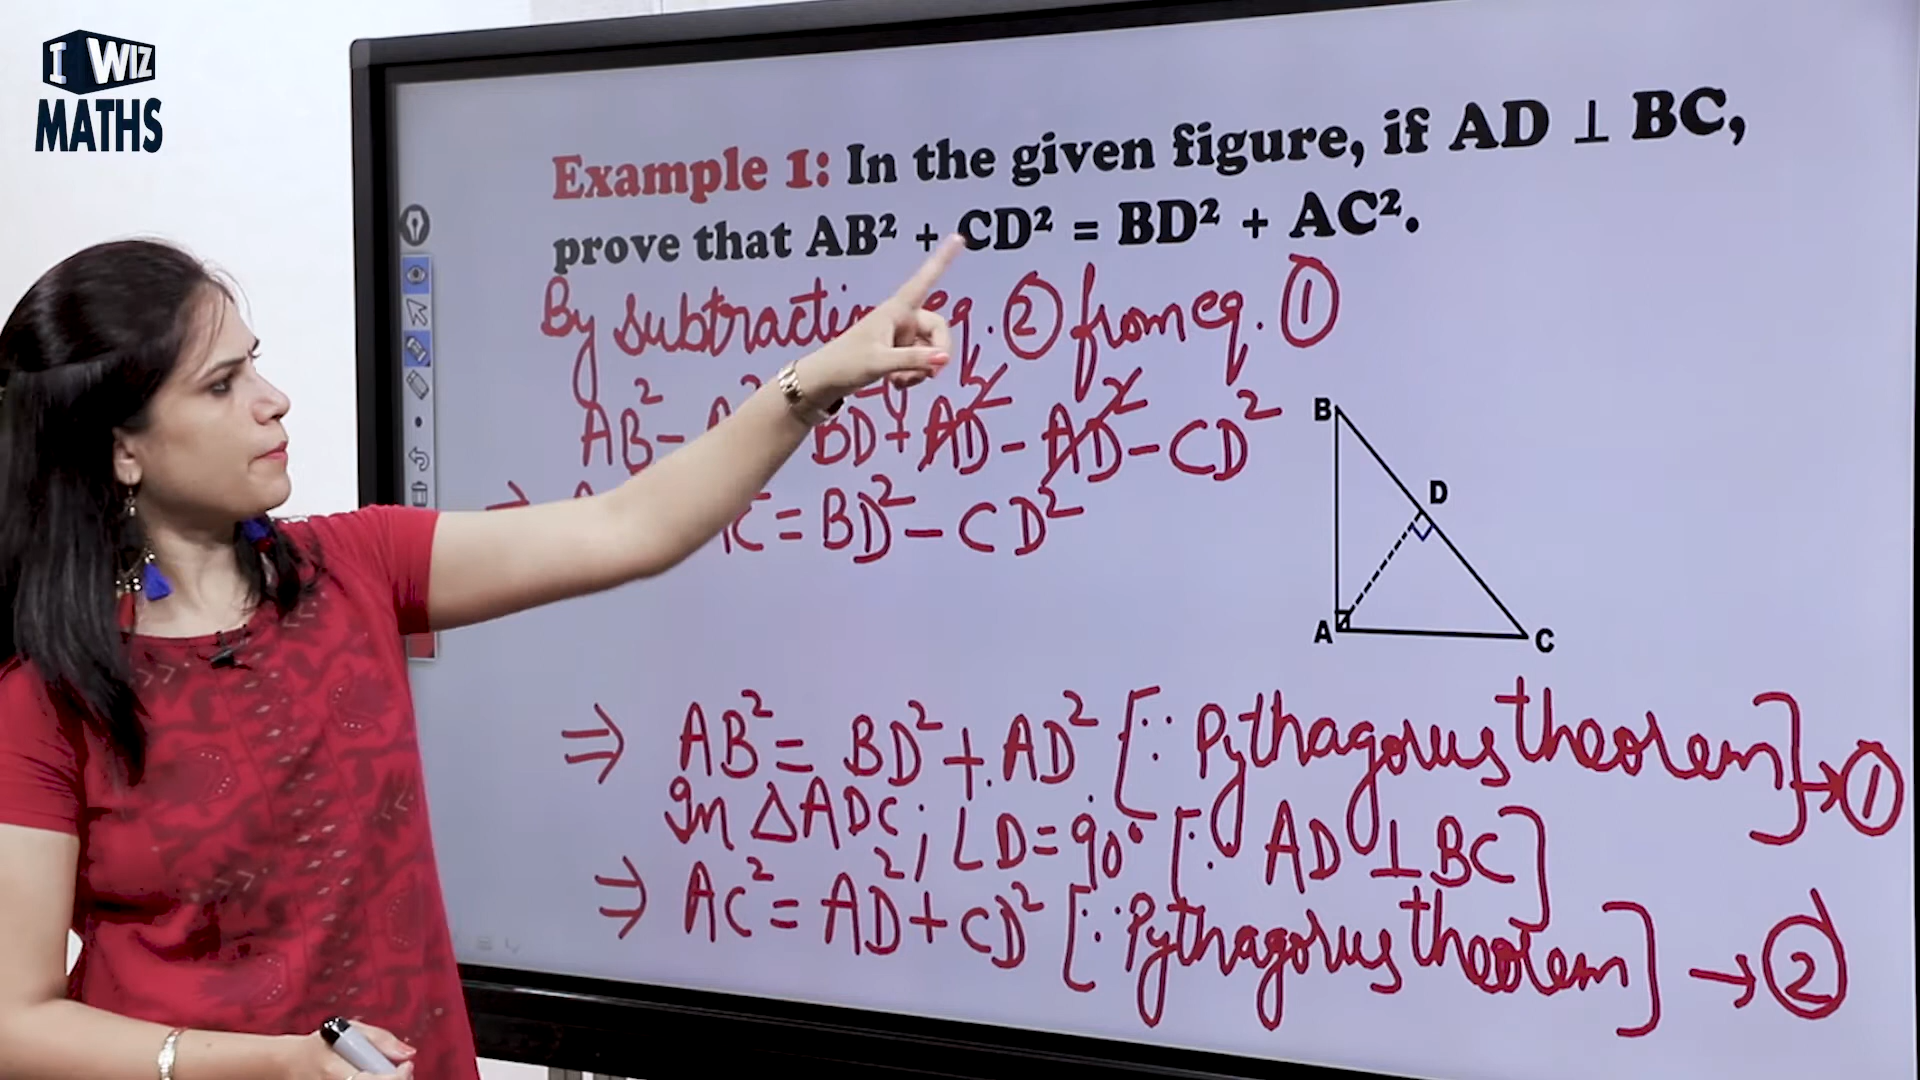 I WIZ
MATHS
Example 1: In the given figure, if AD ⊥ BC,
prove that AB² + CD² = BD² + AC².
By subtracting eq. ② from eq. ①
AB² − BD² + AD² − AD² − CD²
⇒ = BD² − CD²
B
D
A
C
⇒ AB² = BD² + AD² [∵ Pythagorus theorem] → ①
In △ADC, ∠D = 90° [∵ AD ⊥ BC]
⇒ AC² = AD² + CD² [∵ Pythagorus theorem] → ②